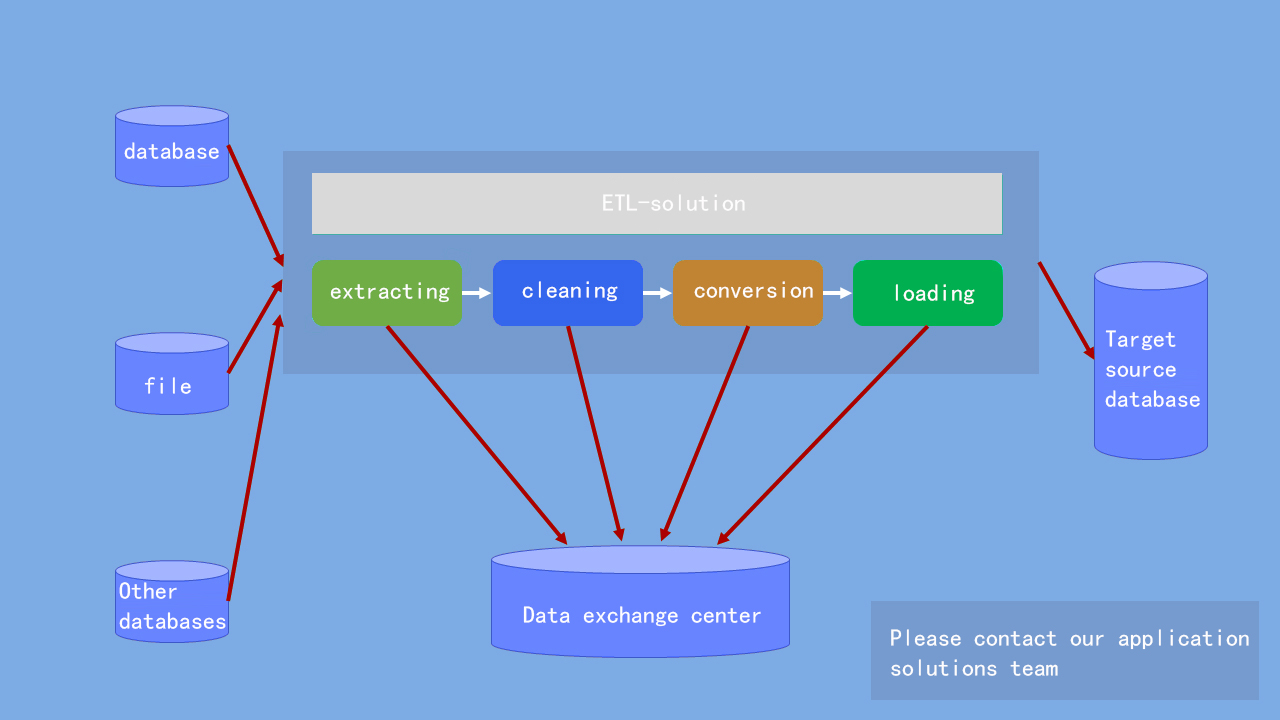 database
ETL-solution
extracting
cleaning
conversion
loading
file
Target
source
database
Other
databases
Data exchange center
Please contact our application
solutions team